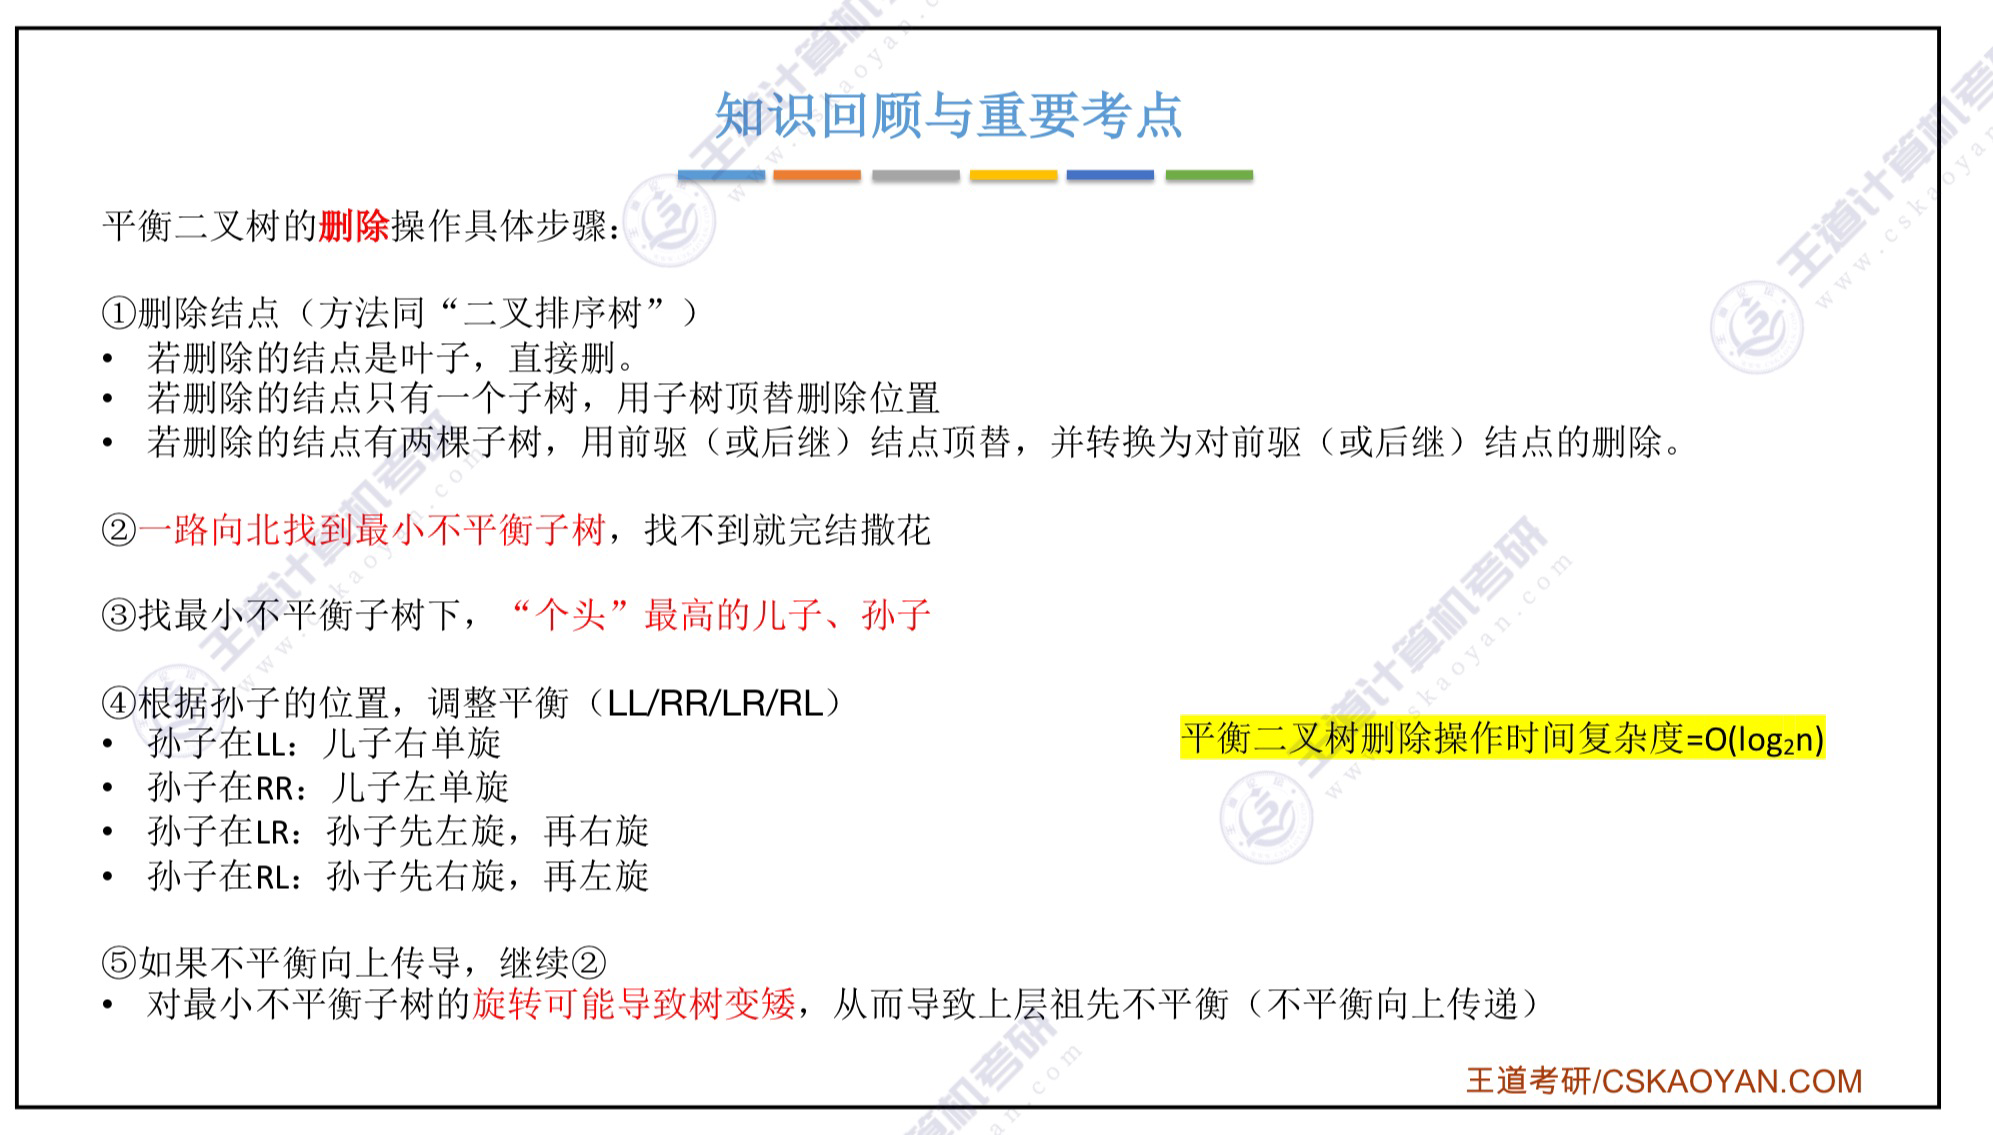 知识回顾与重要考点
平衡二叉树的删除操作具体步骤：
①删除结点（方法同“二叉排序树”）
• 若删除的结点是叶子，直接删。
• 若删除的结点只有一个子树，用子树顶替删除位置
• 若删除的结点有两棵子树，用前驱（或后继）结点顶替，并转换为对前驱（或后继）结点的删除。
②一路向北找到最小不平衡子树，找不到就完结撒花
③找最小不平衡子树下，“个头”最高的儿子、孙子
④根据孙子的位置，调整平衡（LL/RR/LR/RL）
• 孙子在LL：儿子右单旋
• 孙子在RR：儿子左单旋
• 孙子在LR：孙子先左旋，再右旋
• 孙子在RL：孙子先右旋，再左旋
平衡二叉树删除操作时间复杂度=O(log₂n)
⑤如果不平衡向上传导，继续②
• 对最小不平衡子树的旋转可能导致树变矮，从而导致上层祖先不平衡（不平衡向上传递）
王道考研/CSKAOYAN.COM
王道计算机考研
www.cskaoyan.com